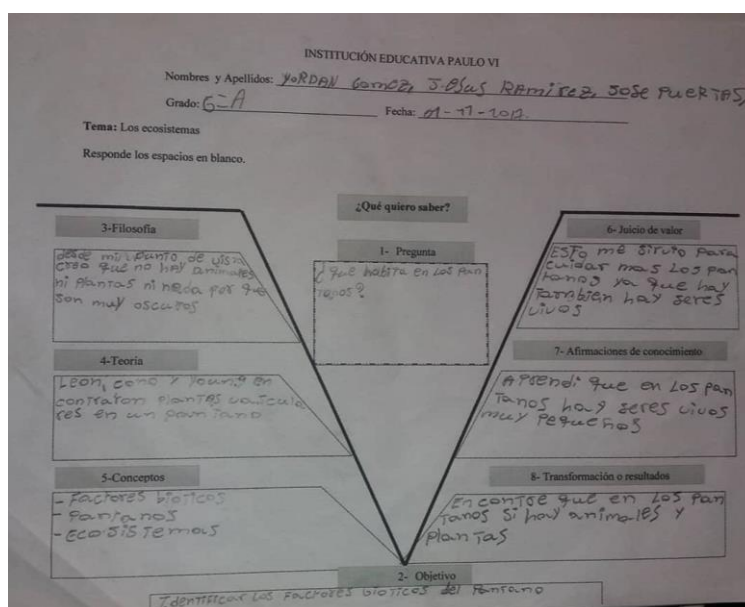 INSTITUCIÓN EDUCATIVA PAULO VI
Nombres y Apellidos: YORDAN Gomez, Jesus RAmirez, JOSE PUERTAS,
Grado: 6=A
Fecha: 01-11-2017.
Tema: Los ecosistemas
Responde los espacios en blanco.
¿Qué quiero saber?
1- Pregunta
¿que habita en Los Pan
tanos?
3-Filosofía
desde mi punto de vista
creo que no hay animales
ni plantas ni nada por que
son muy oscuros
4-Teoría
Leon, cono y young en
contraron plantas vascula
res en un pantano
5-Conceptos
- Factores bioticos
- Pantanos
- Ecosistemas
6- Juicio de valor
ESTo me sirvio Para
cuidar mas Los pan
tanos ya que hay
Tambien hay seres
vivos
7- Afirmaciones de conocimiento
APrendi que en Los pan
Tanos hay seres vivos
muy Pequeños
8- Transformación o resultados
En contre que en Los Pan
Tanos Si hay animales y
plantas
2- Objetivo
Identificar Los Factores bioticos del Pantano